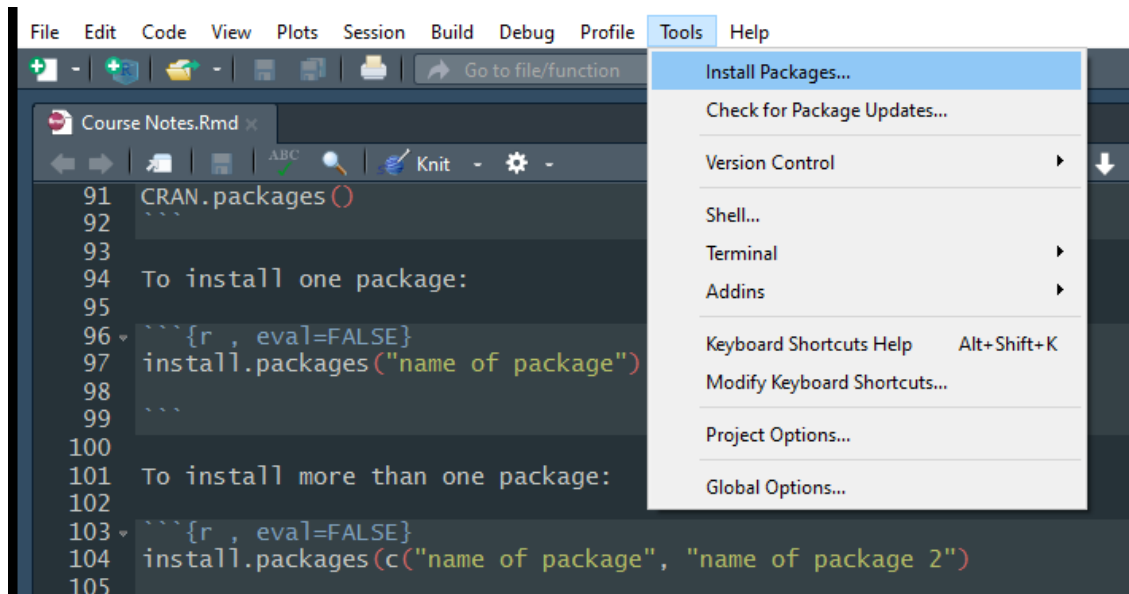 File Edit Code View Plots Session Build Debug Profile Tools Help
Go to file/function
Install Packages...
Check for Package Updates...
Version Control
Shell...
Terminal
Addins
Keyboard Shortcuts Help Alt+Shift+K
Modify Keyboard Shortcuts...
Project Options...
Global Options...
Course Notes.Rmd
ABC Knit
91 CRAN.packages()
92 ```
93
94 To install one package:
95
96 ```{r , eval=FALSE}
97 install.packages("name of package")
98
99 ```
100
101 To install more than one package:
102
103 ```{r , eval=FALSE}
104 install.packages(c("name of package", "name of package 2")
105